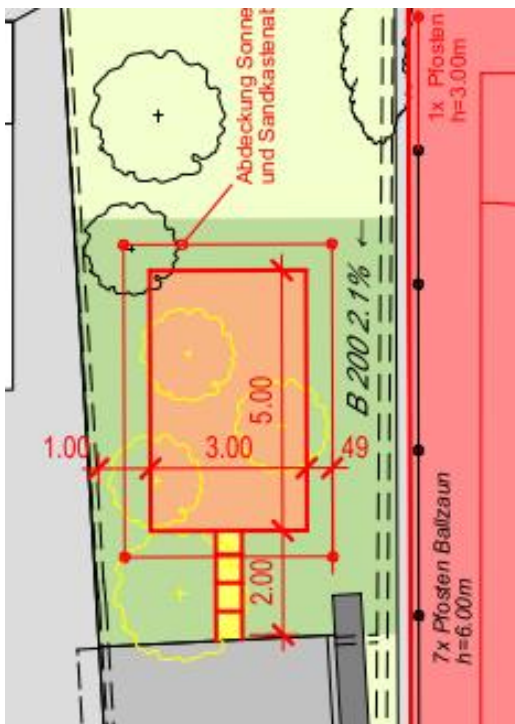 Abdeckung Sonne
und Sandkastenab
1x Pfosten
h=3.00m
B 200 2.1% ←
1.00
3.00
49
5.00
2.00
7x Pfosten Ballzaun
h=6.00m